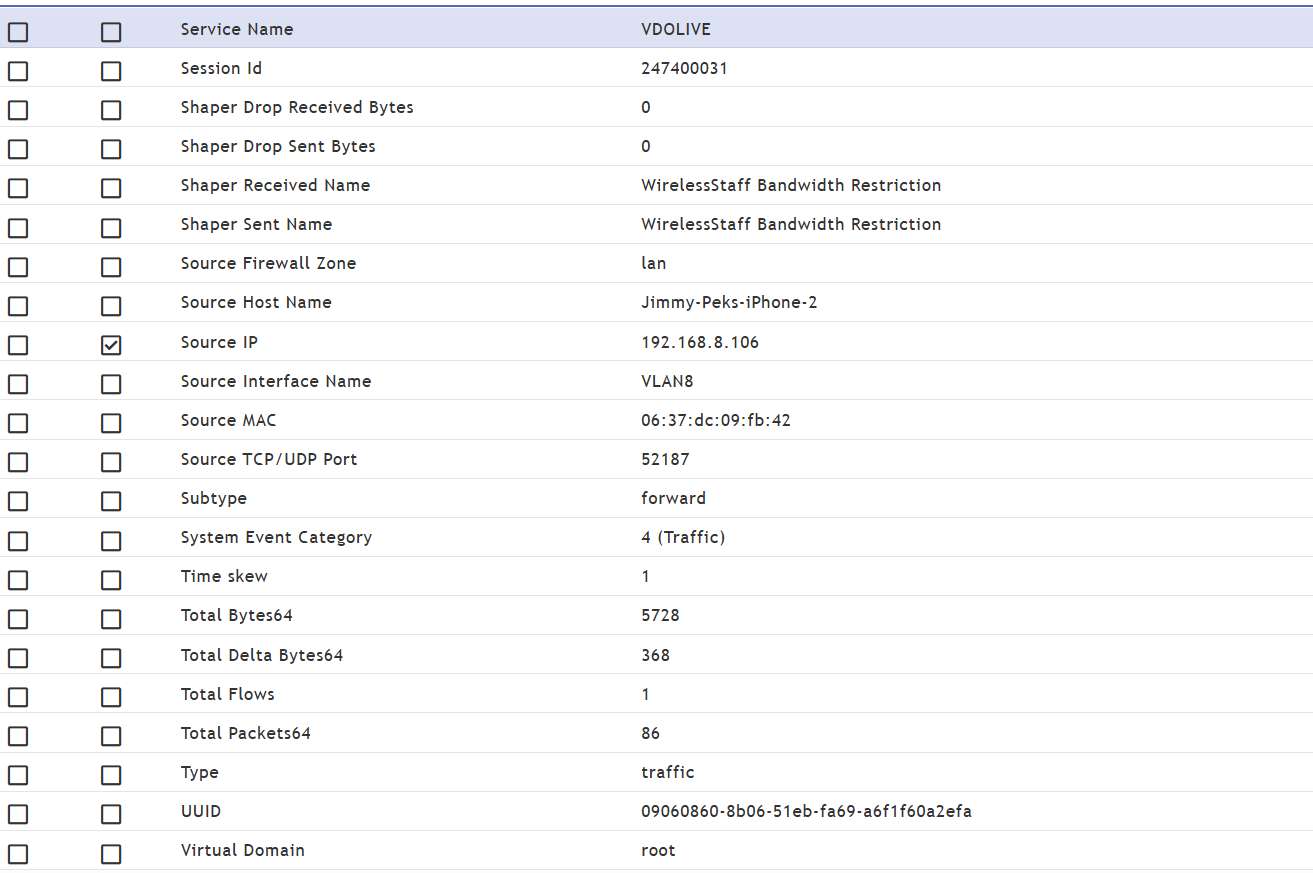 Service Name VDOLIVE
Session Id 247400031
Shaper Drop Received Bytes 0
Shaper Drop Sent Bytes 0
Shaper Received Name WirelessStaff Bandwidth Restriction
Shaper Sent Name WirelessStaff Bandwidth Restriction
Source Firewall Zone lan
Source Host Name Jimmy-Peks-iPhone-2
Source IP 192.168.8.106
Source Interface Name VLAN8
Source MAC 06:37:dc:09:fb:42
Source TCP/UDP Port 52187
Subtype forward
System Event Category 4 (Traffic)
Time skew 1
Total Bytes64 5728
Total Delta Bytes64 368
Total Flows 1
Total Packets64 86
Type traffic
UUID 09060860-8b06-51eb-fa69-a6f1f60a2efa
Virtual Domain root